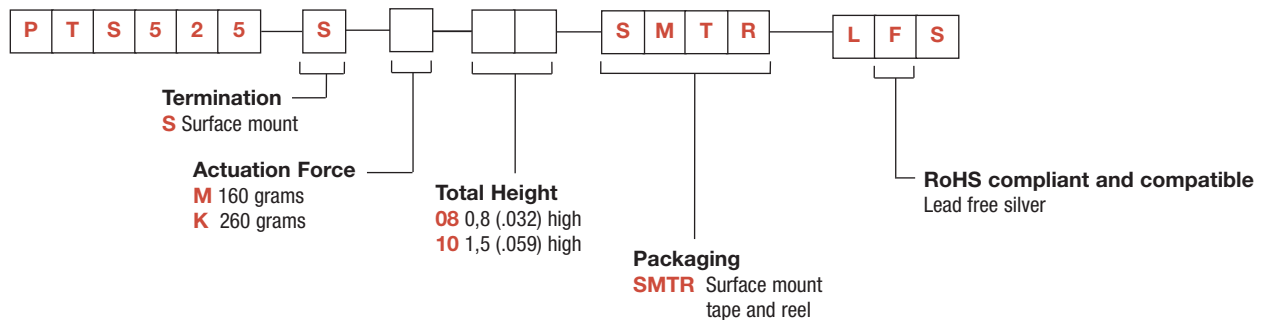 P T S 5 2 5 S S M T R L F S
Termination
S Surface mount
Actuation Force
M 160 grams
K 260 grams
Total Height
08 0,8 (.032) high
10 1,5 (.059) high
Packaging
SMTR Surface mount
tape and reel
RoHS compliant and compatible
Lead free silver